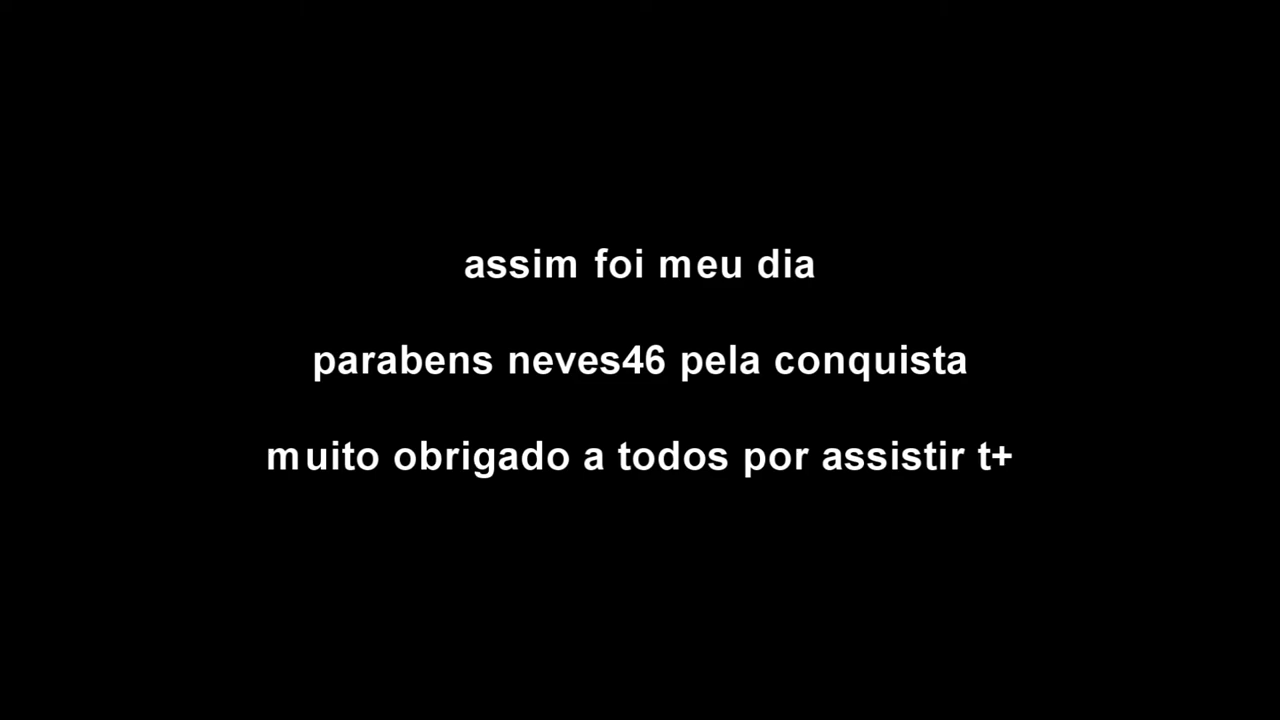 assim foi meu dia
parabens neves46 pela conquista
muito obrigado a todos por assistir t+